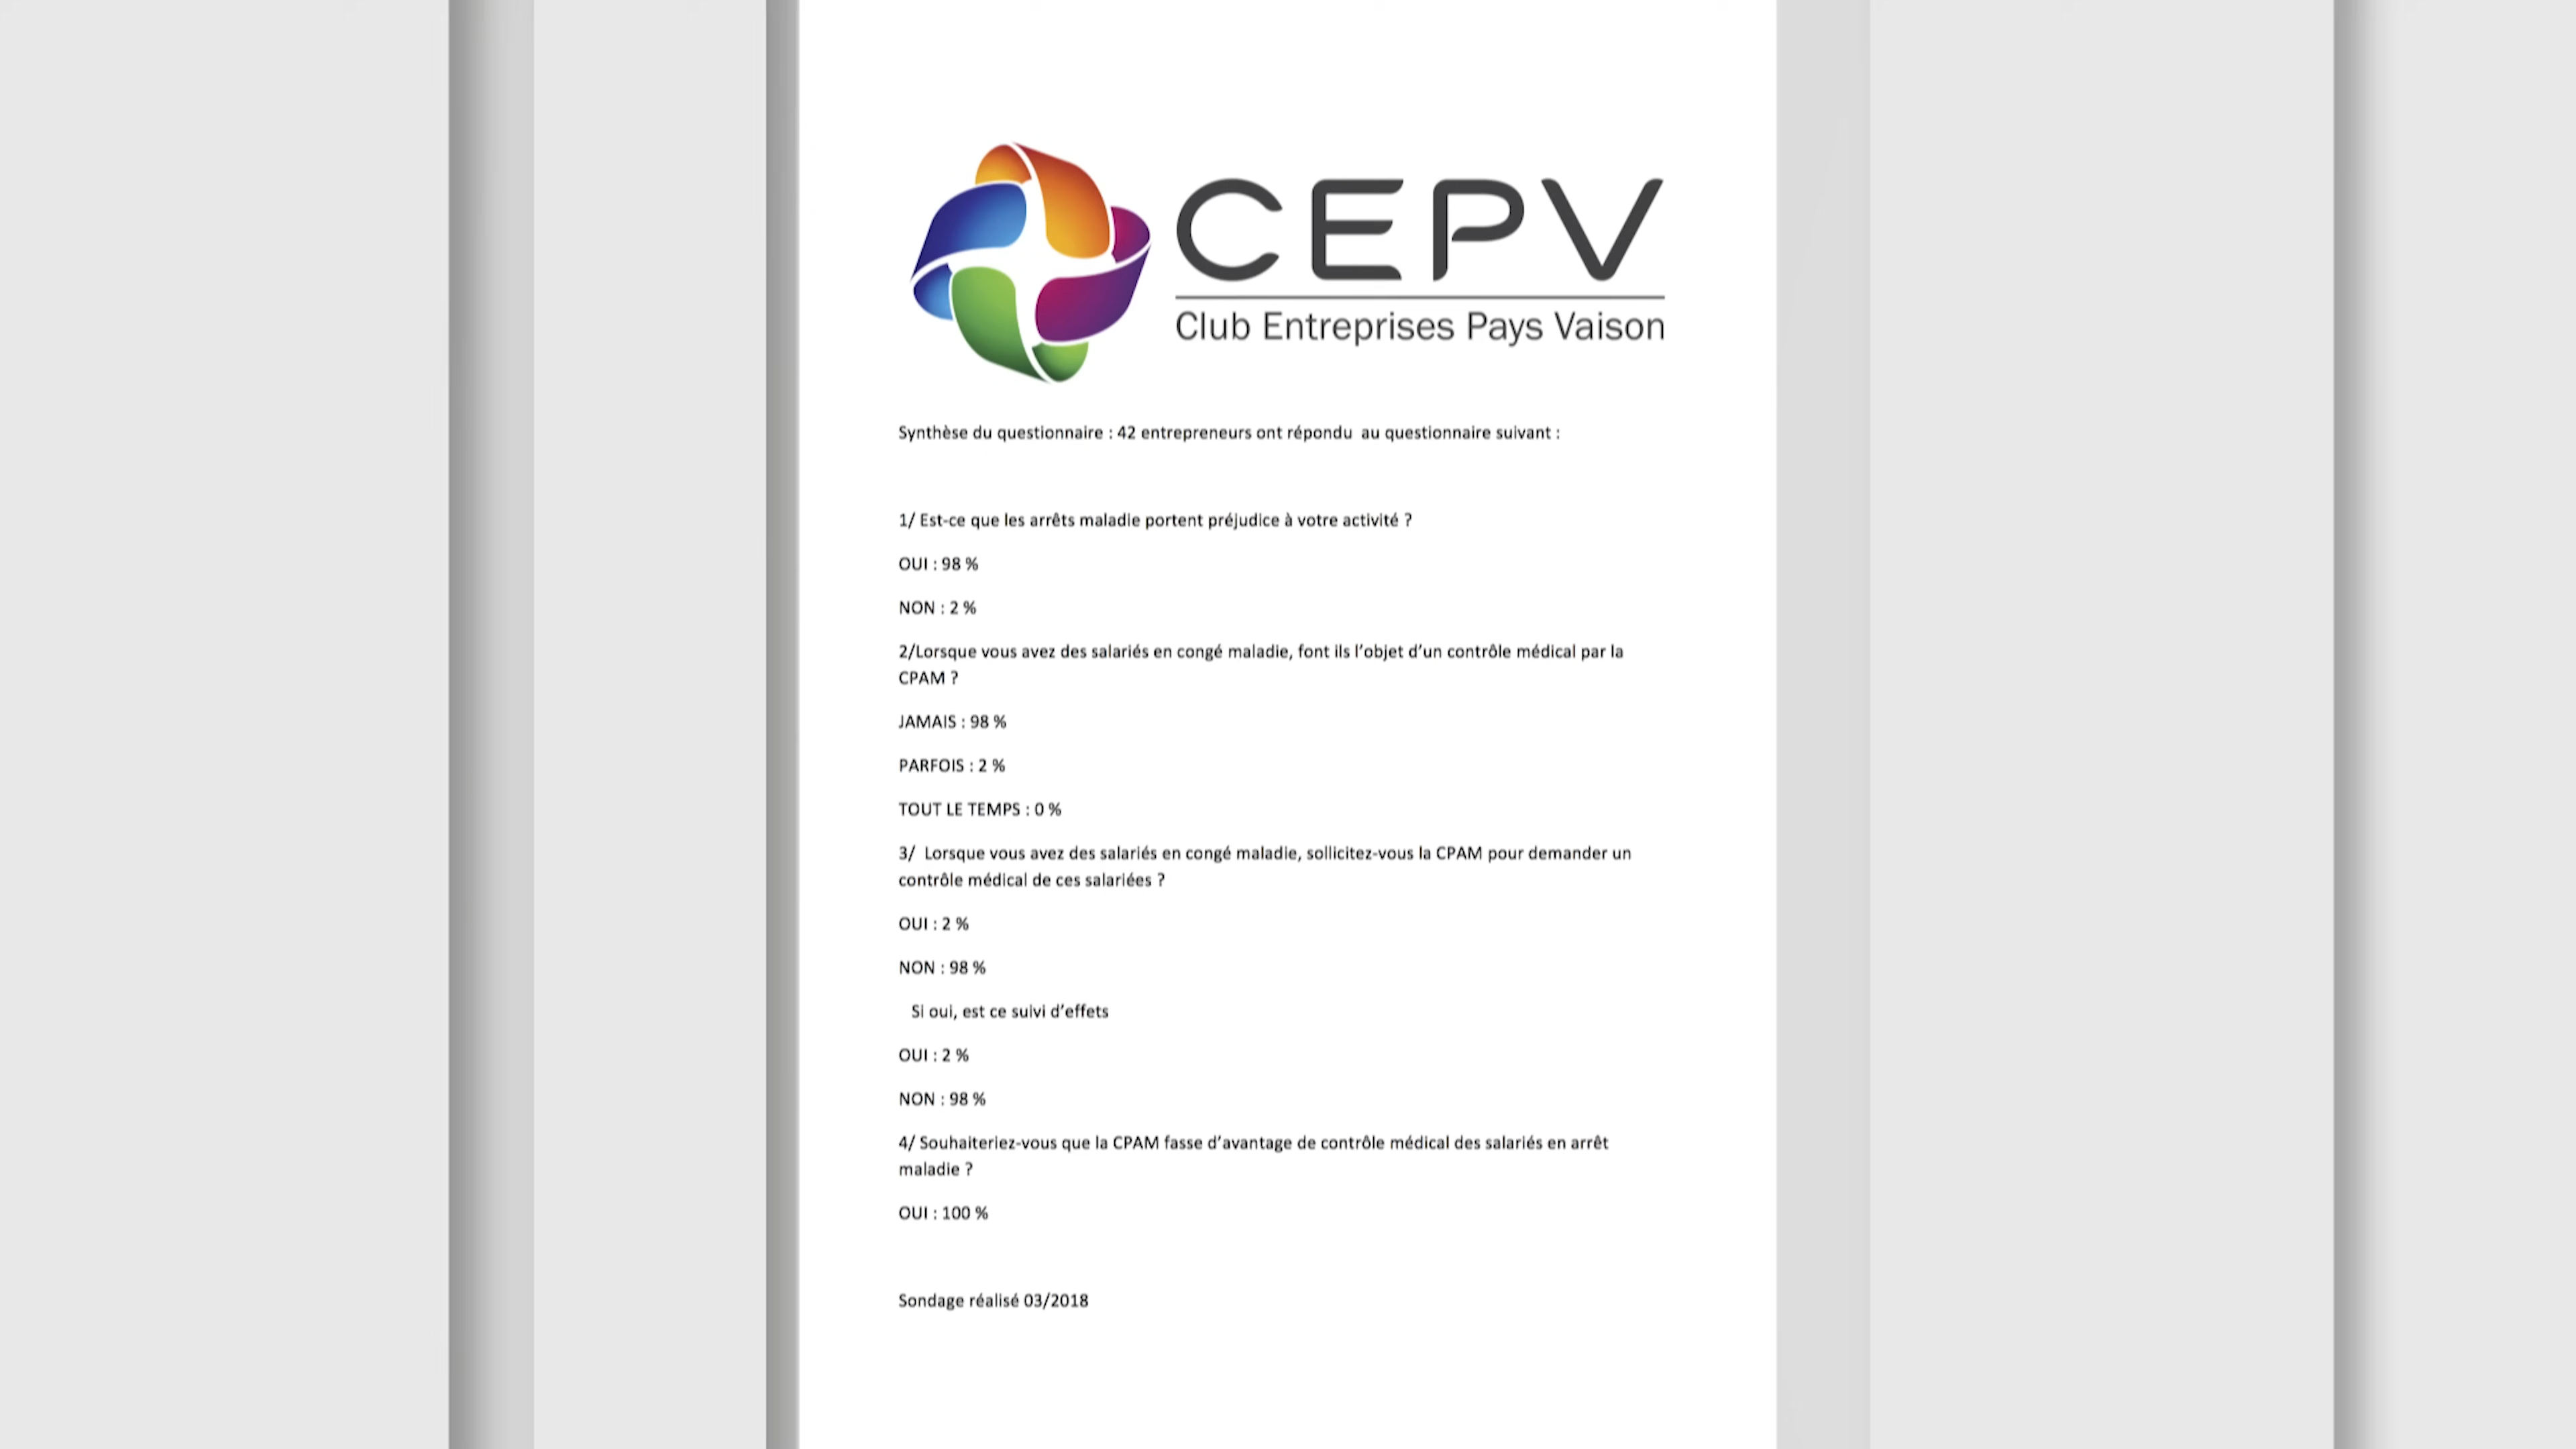 CEPV
Club Entreprises Pays Vaison
Synthèse du questionnaire : 42 entrepreneurs ont répondu au questionnaire suivant :
1/ Est-ce que les arrêts maladie portent préjudice à votre activité ?
OUI : 98 %
NON : 2 %
2/Lorsque vous avez des salariés en congé maladie, font ils l’objet d’un contrôle médical par la
CPAM ?
JAMAIS : 98 %
PARFOIS : 2 %
TOUT LE TEMPS : 0 %
3/ Lorsque vous avez des salariés en congé maladie, sollicitez-vous la CPAM pour demander un
contrôle médical de ces salariées ?
OUI : 2 %
NON : 98 %
Si oui, est ce suivi d’effets
OUI : 2 %
NON : 98 %
4/ Souhaiteriez-vous que la CPAM fasse d’avantage de contrôle médical des salariés en arrêt
maladie ?
OUI : 100 %
Sondage réalisé 03/2018